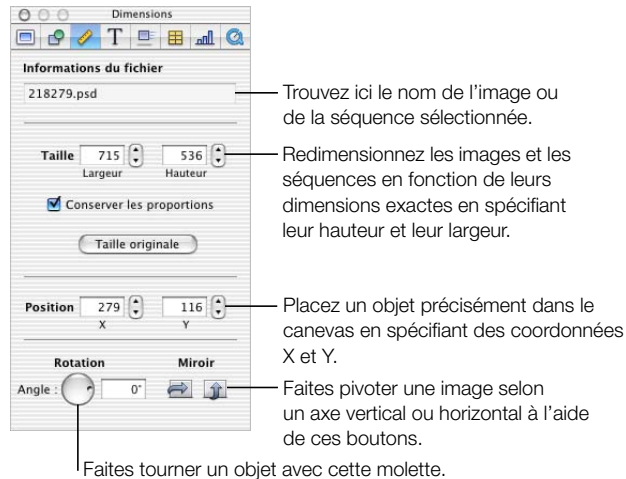 Dimensions
T
Informations du fichier
218279.psd
Trouvez ici le nom de l’image ou
de la séquence sélectionnée.
Taille 715 536
Largeur Hauteur
Redimensionnez les images et les
séquences en fonction de leurs
dimensions exactes en spécifiant
leur hauteur et leur largeur.
Conserver les proportions
Taille originale
Position 279 116
X Y
Placez un objet précisément dans le
canevas en spécifiant des coordonnées
X et Y.
Rotation Miroir
Angle : 0°
Faites pivoter une image selon
un axe vertical ou horizontal à l’aide
de ces boutons.
Faites tourner un objet avec cette molette.